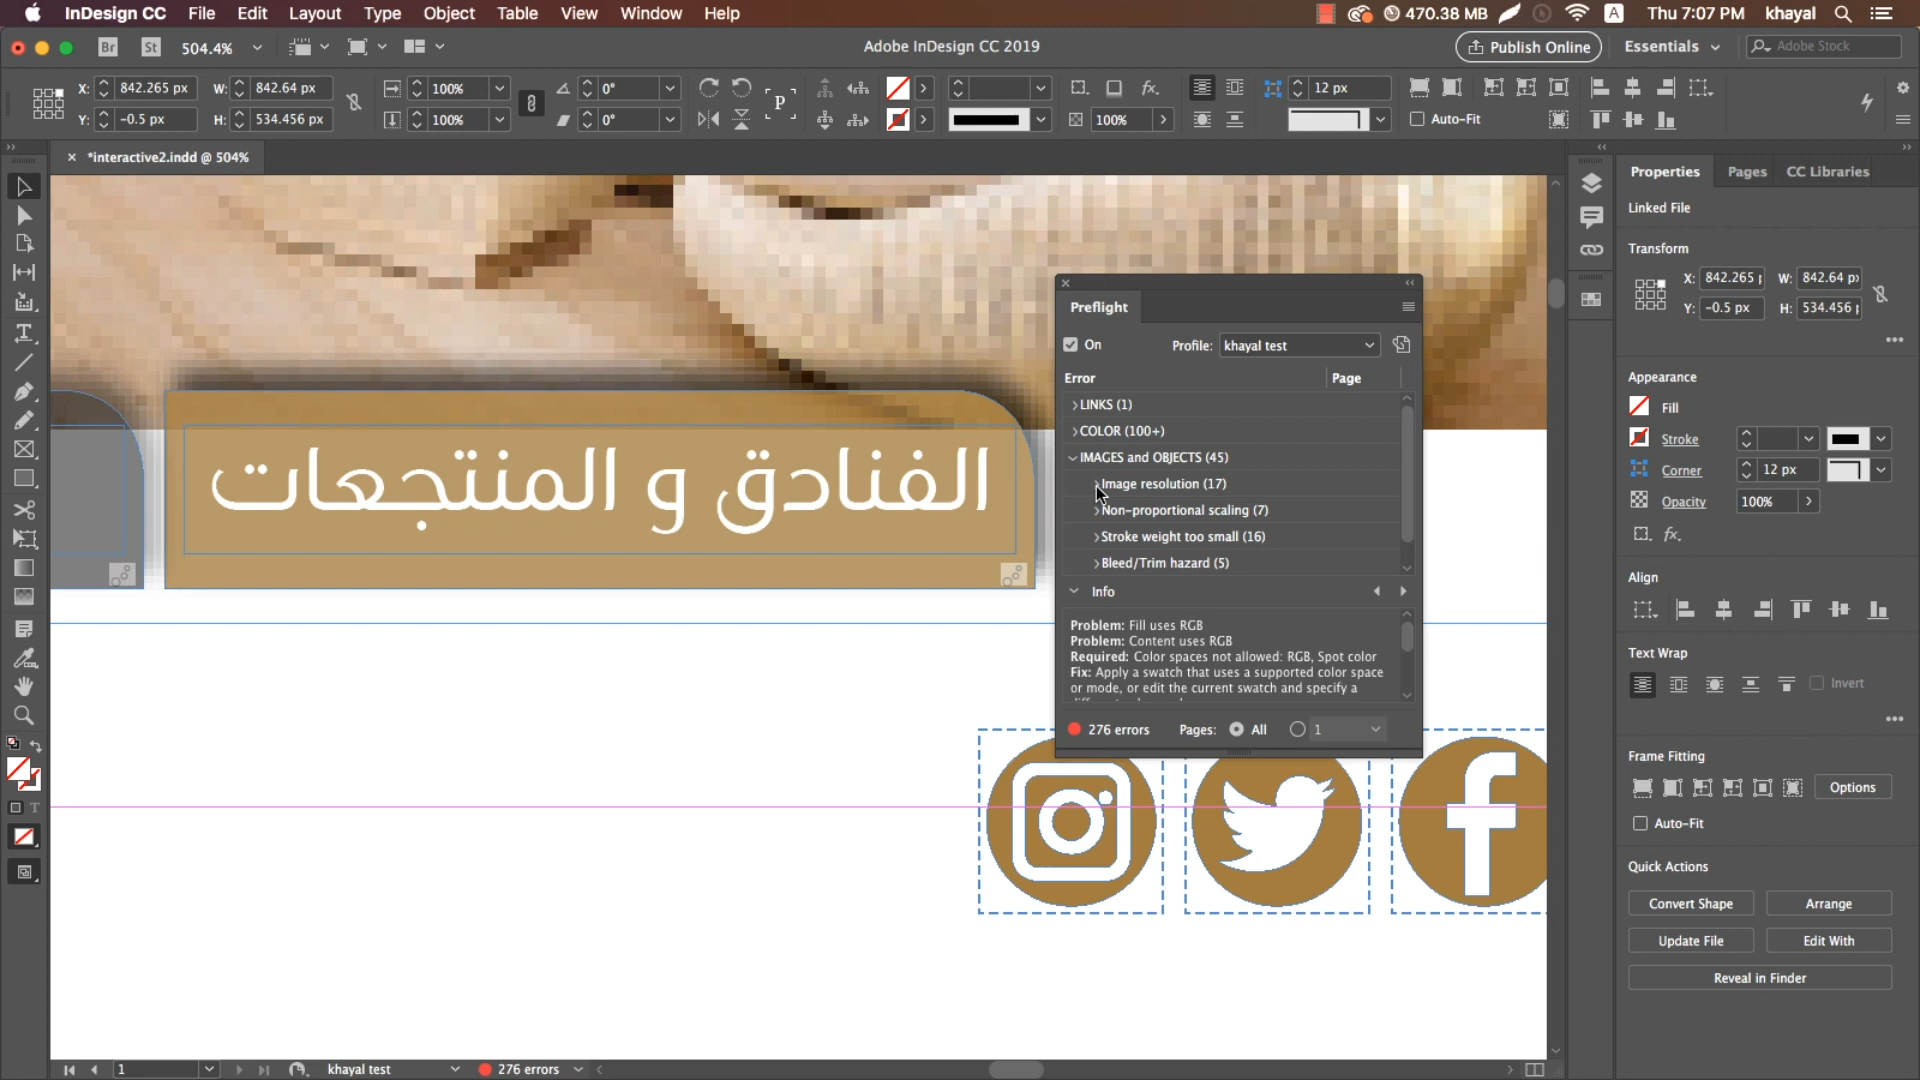 InDesign CC File Edit Layout Type Object Table View Window Help 470.38 MB A Thu 7:07 PM khayal
Br St 504.4% Adobe InDesign CC 2019 Publish Online Essentials Adobe Stock
X: 842.265 px W: 842.64 px 100% 0° P fx. 12 px
Y: -0.5 px H: 534.456 px 100% 0° 100% Auto-Fit
× *interactive2.indd @ 504%
Properties Pages CC Libraries
Linked File
Transform
X: 842.265 W: 842.64 px
Y: -0.5 px H: 534.456
Appearance
Fill
Stroke
Corner 12 px
Opacity 100%
fx.
Align
Text Wrap
Invert
Frame Fitting
Options
Auto-Fit
Quick Actions
Convert Shape Arrange
Update File Edit With
Reveal in Finder
Preflight
On Profile: khayal test
Error Page
LINKS (1)
COLOR (100+)
IMAGES and OBJECTS (45)
Image resolution (17)
Non-proportional scaling (7)
Stroke weight too small (16)
Bleed/Trim hazard (5)
Info
Problem: Fill uses RGB
Problem: Content uses RGB
Required: Color spaces not allowed: RGB, Spot color
Fix: Apply a swatch that uses a supported color space
or mode, or edit the current swatch and specify a
276 errors Pages: All 1
الفنادق و المنتجعات
1 khayal test 276 errors